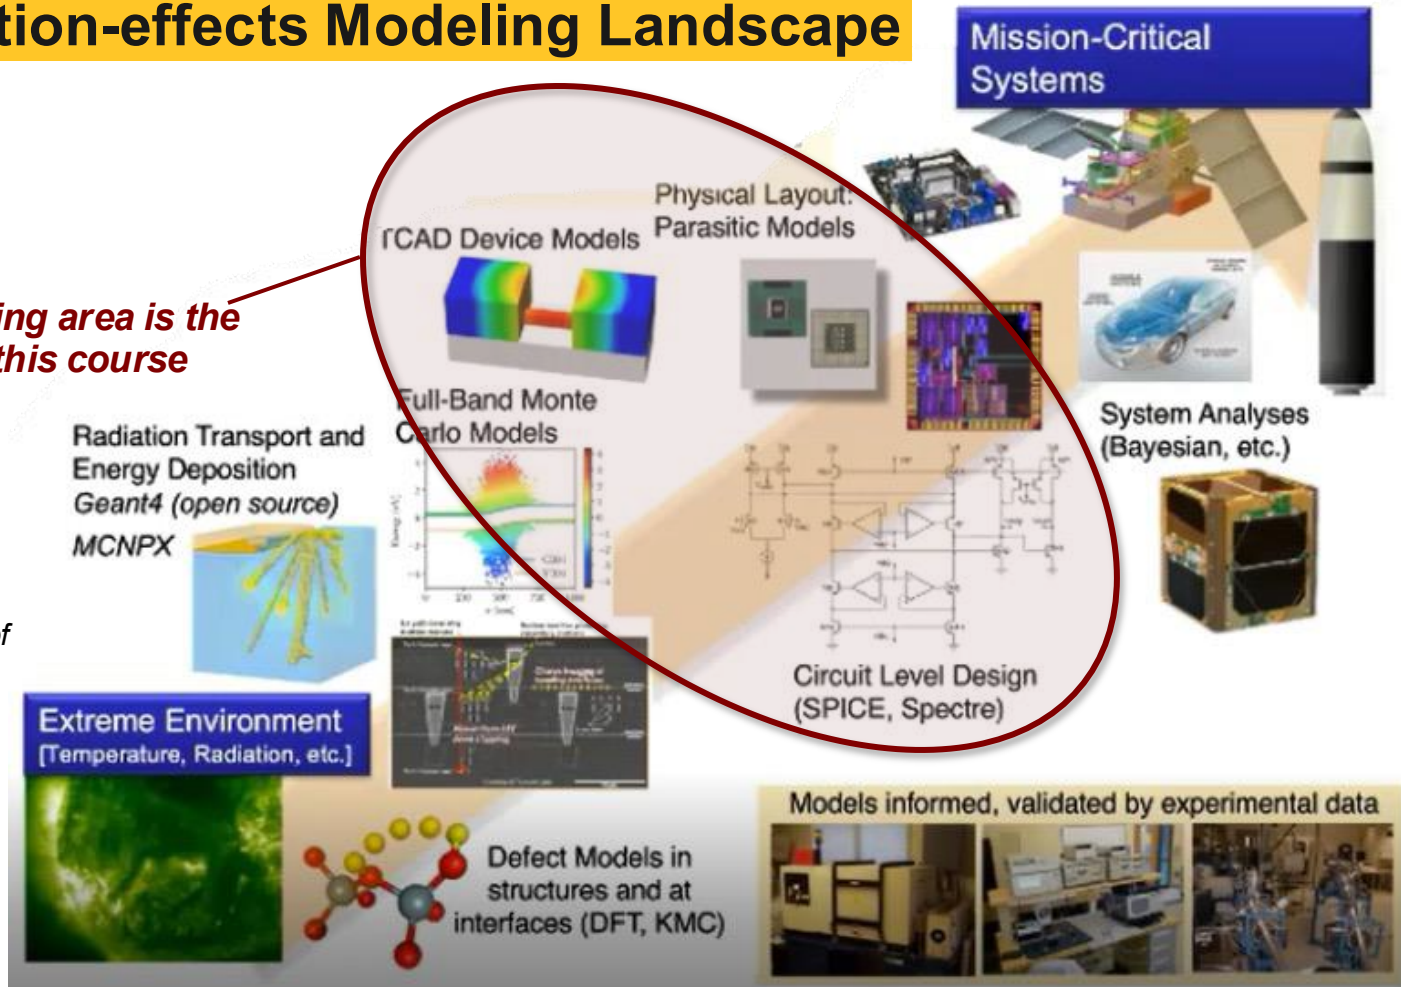 tion-effects Modeling Landscape
Mission-Critical
Systems
Physical Layout:
Parasitic Models
TCAD Device Models
ing area is the
this course
Full-Band Monte
Carlo Models
Radiation Transport and
Energy Deposition
Geant4 (open source)
MCNPX
System Analyses
(Bayesian, etc.)
of
Circuit Level Design
(SPICE, Spectre)
Extreme Environment
[Temperature, Radiation, etc.]
Models informed, validated by experimental data
Defect Models in
structures and at
interfaces (DFT, KMC)